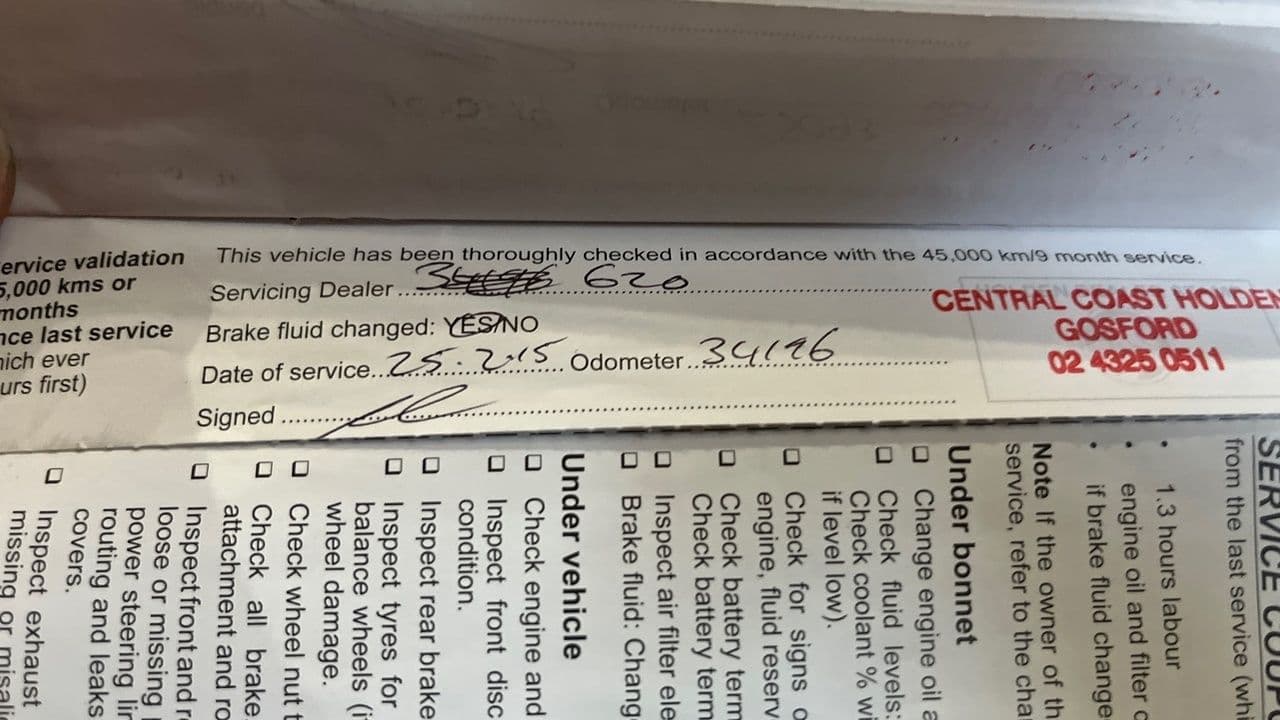 ervice validation
5,000 kms or
months
nce last service
hich ever
urs first)
This vehicle has been thoroughly checked in accordance with the 45,000 km/9 month service.
Servicing Dealer 620
Brake fluid changed: YES/NO
Date of service 25.2.15 Odometer 34196
Signed
CENTRAL COAST HOLDEN
GOSFORD
02 4325 0511
SERVICE COUP
from the last service (whi
• 1.3 hours labour
• engine oil and filter c
• if brake fluid change
Note If the owner of th
service, refer to the cha
Under bonnet
Change engine oil a
Check fluid levels:
Check coolant % wi
if level low).
Check for signs o
engine, fluid reserv
Check battery term
Check battery term
Inspect air filter ele
Brake fluid: Chang
Under vehicle
Check engine and
Inspect front disc
condition.
Inspect rear brake
Inspect tyres for
balance wheels (i
wheel damage.
Check wheel nut t
Check all brake
attachment and ro
Inspect front and r
loose or missing
power steering lin
routing and leaks
covers.
Inspect exhaust
missing or misali